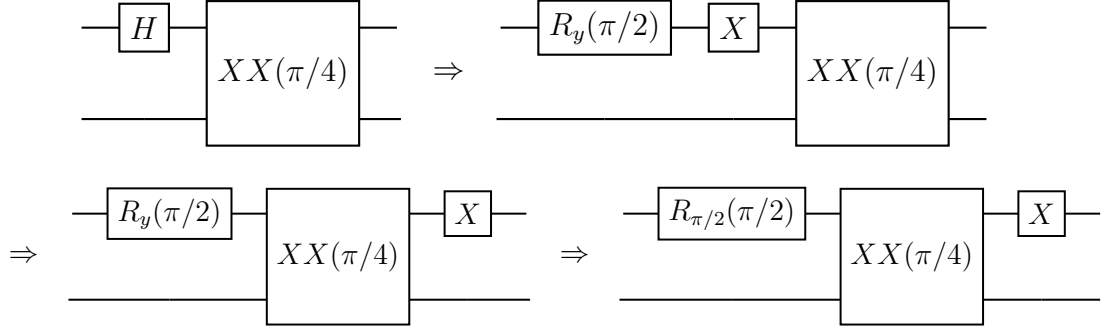 H XX(π/4) ⇒ R_y(π/2) X XX(π/4)
⇒ R_y(π/2) XX(π/4) X ⇒ R_{π/2}(π/2) XX(π/4) X